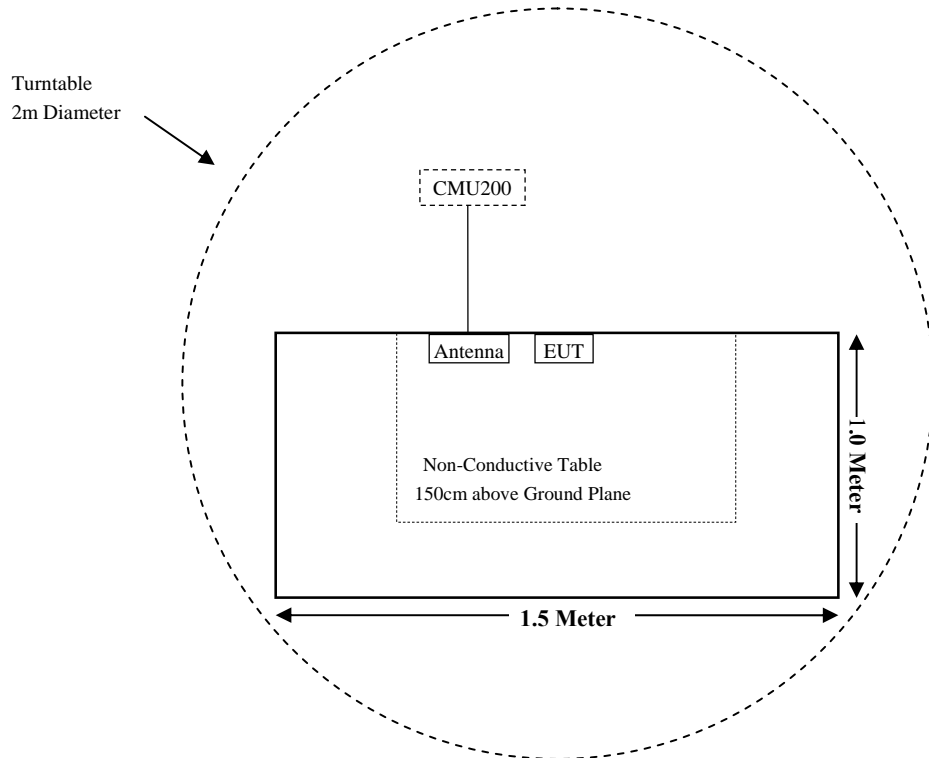 Turntable
2m Diameter
CMU200
Antenna
EUT
Non-Conductive Table
150cm above Ground Plane
1.0 Meter
1.5 Meter